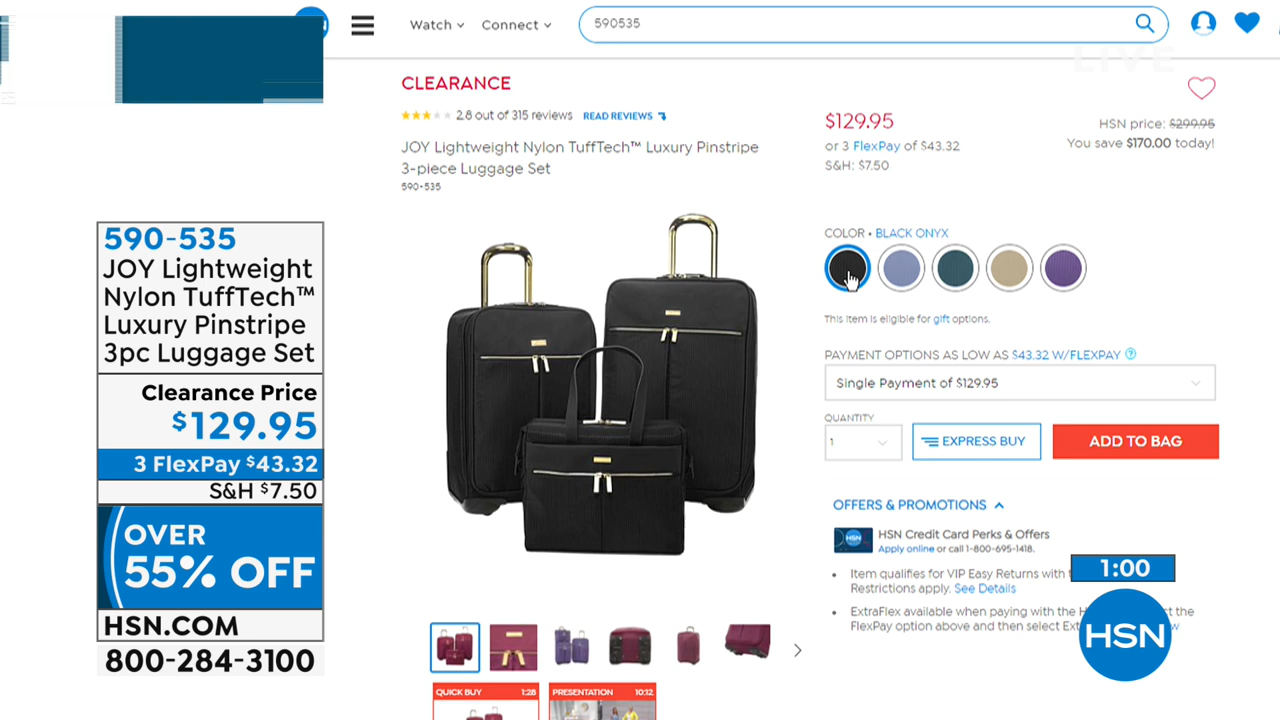 Watch
Connect
590535
LIVE
CLEARANCE
2.8 out of 315 reviews READ REVIEWS
JOY Lightweight Nylon TuffTech™ Luxury Pinstripe
3-piece Luggage Set
590-535
$129.95
or 3 FlexPay of $43.32
S&H: $7.50
HSN price: $299.95
You save $170.00 today!
COLOR • BLACK ONYX
This item is eligible for gift options.
PAYMENT OPTIONS AS LOW AS $43.32 W/FLEXPAY ?
Single Payment of $129.95
QUANTITY
1
EXPRESS BUY
ADD TO BAG
OFFERS & PROMOTIONS
HSN
HSN Credit Card Perks & Offers
Apply online or call 1-800-695-1418.
• Item qualifies for VIP Easy Returns with
Restrictions apply. See Details
• ExtraFlex available when paying with the
FlexPay option above and then select
590-535
JOY Lightweight
Nylon TuffTech™
Luxury Pinstripe
3pc Luggage Set
Clearance Price
$129.95
3 FlexPay $43.32
S&H $7.50
OVER
55% OFF
HSN.COM
800-284-3100
QUICK BUY 1:28
PRESENTATION 10:12
1:00
HSN